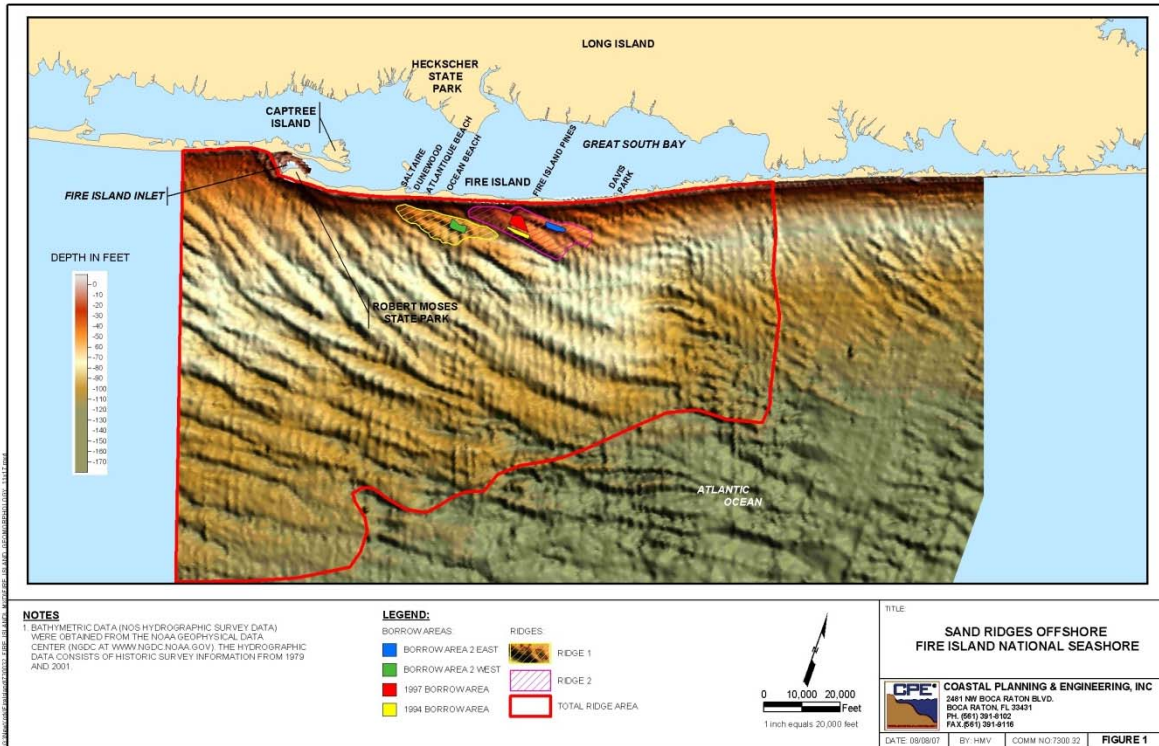 LONG ISLAND
HECKSCHER
STATE
PARK
CAPTREE
ISLAND
SALTAIRE
DUNEWOOD
ATLANTIQUE BEACH
OCEAN BEACH
FIRE ISLAND PINES
GREAT SOUTH BAY
DAVIS
PARK
FIRE ISLAND
FIRE ISLAND INLET
DEPTH IN FEET
0
-10
-20
-30
-40
-50
-60
-70
-80
-90
-100
-110
-120
-130
-140
-150
-160
-170
ROBERT MOSES
STATE PARK
ATLANTIC
OCEAN
NOTES
1. BATHYMETRIC DATA (NOS HYDROGRAPHIC SURVEY DATA)
WERE OBTAINED FROM THE NOAA GEOPHYSICAL DATA
CENTER (NGDC AT WWW.NGDC.NOAA.GOV). THE HYDROGRAPHIC
DATA CONSISTS OF HISTORIC SURVEY INFORMATION FROM 1979
AND 2001.
LEGEND:
BORROW AREAS
BORROW AREA 2 EAST
BORROW AREA 2 WEST
1997 BORROW AREA
1994 BORROW AREA
RIDGES:
RIDGE 1
RIDGE 2
TOTAL RIDGE AREA
N
0 10,000 20,000
Feet
1 inch equals 20,000 feet
TITLE:
SAND RIDGES OFFSHORE
FIRE ISLAND NATIONAL SEASHORE
CPE
COASTAL PLANNING & ENGINEERING, INC
2481 NW BOCA RATON BLVD.
BOCA RATON, FL 33431
PH. (561) 391-8102
FAX.(561) 391-9116
DATE: 08/08/07
BY: HMV
COMM NO:7300.32
FIGURE 1